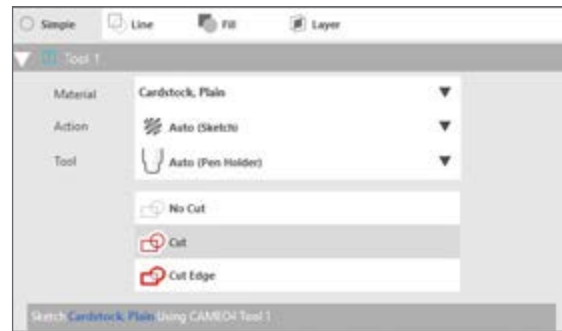 Simple Line Fill Layer
Tool 1
Material Cardstock, Plain
Action Auto (Sketch)
Tool Auto (Pen Holder)
No Cut
Cut
Cut Edge
Sketch Cardstock, Plain Using CAMEO4 Tool 1